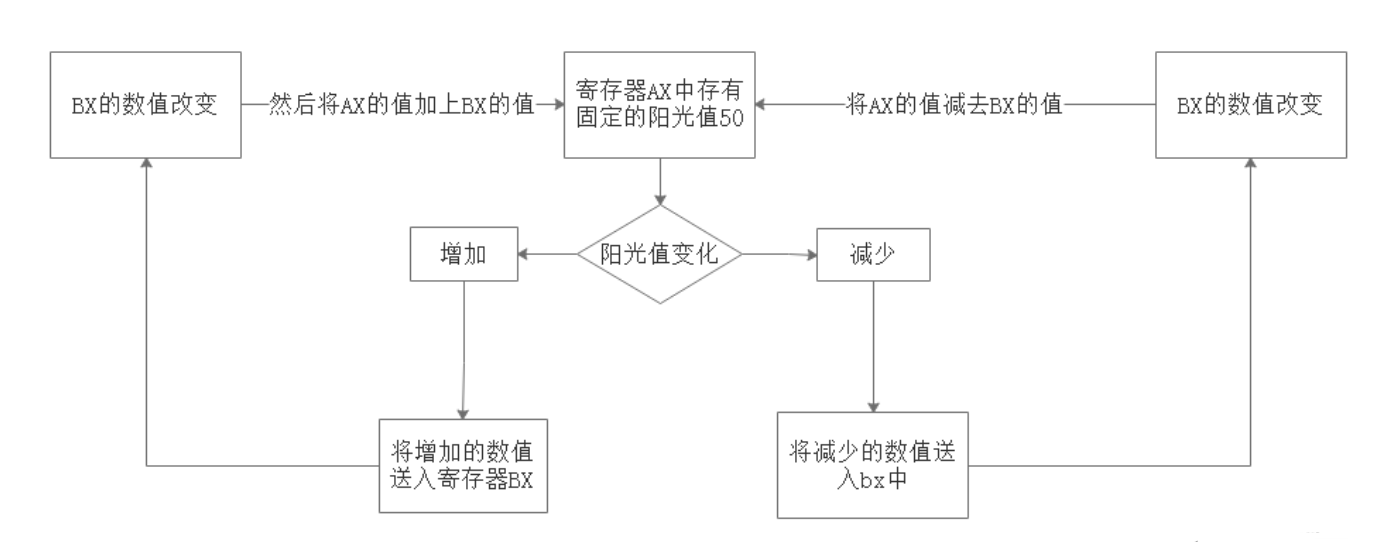 BX的数值改变
然后将AX的值加上BX的值
寄存器AX中存有
固定的阳光值50
将AX的值减去BX的值
BX的数值改变
增加
阳光值变化
减少
将增加的数值
送入寄存器BX
将减少的数值送
入bx中